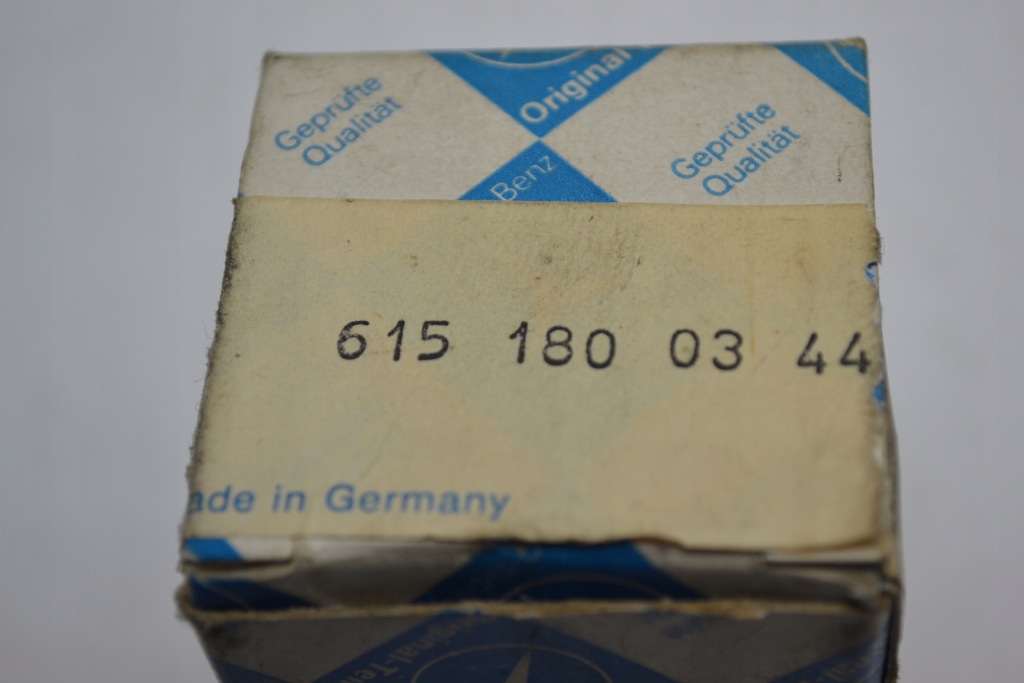 Geprüfte
Qualität
Original
Benz
Geprüfte
Qualität
615 180 03 44
ade in Germany